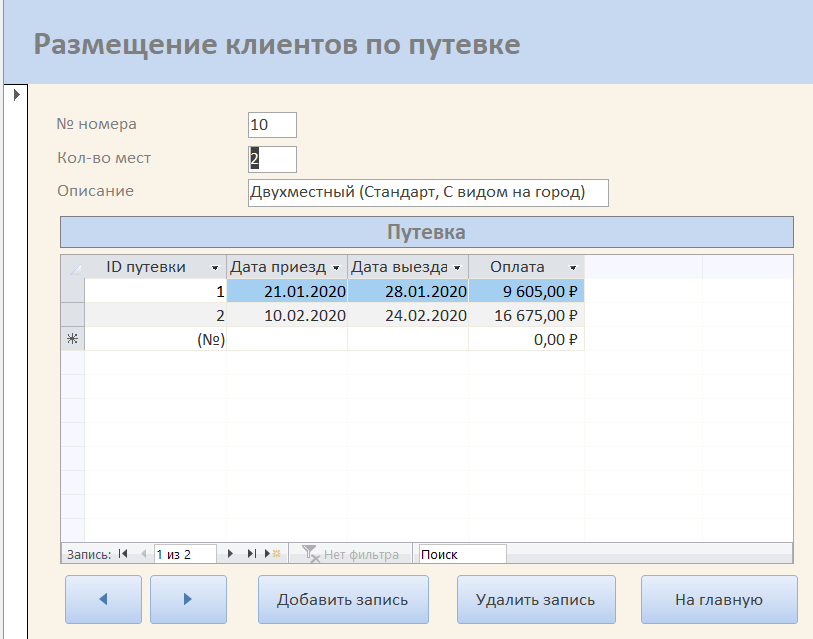 Размещение клиентов по путевке
№ номера 10
Кол-во мест 2
Описание Двухместный (Стандарт, С видом на город)
Путевка
ID путевки Дата приезд Дата выезда Оплата
1 21.01.2020 28.01.2020 9 605,00 ₽
2 10.02.2020 24.02.2020 16 675,00 ₽
(№) 0,00 ₽
Запись: 1 из 2 Нет фильтра Поиск
Добавить запись Удалить запись На главную